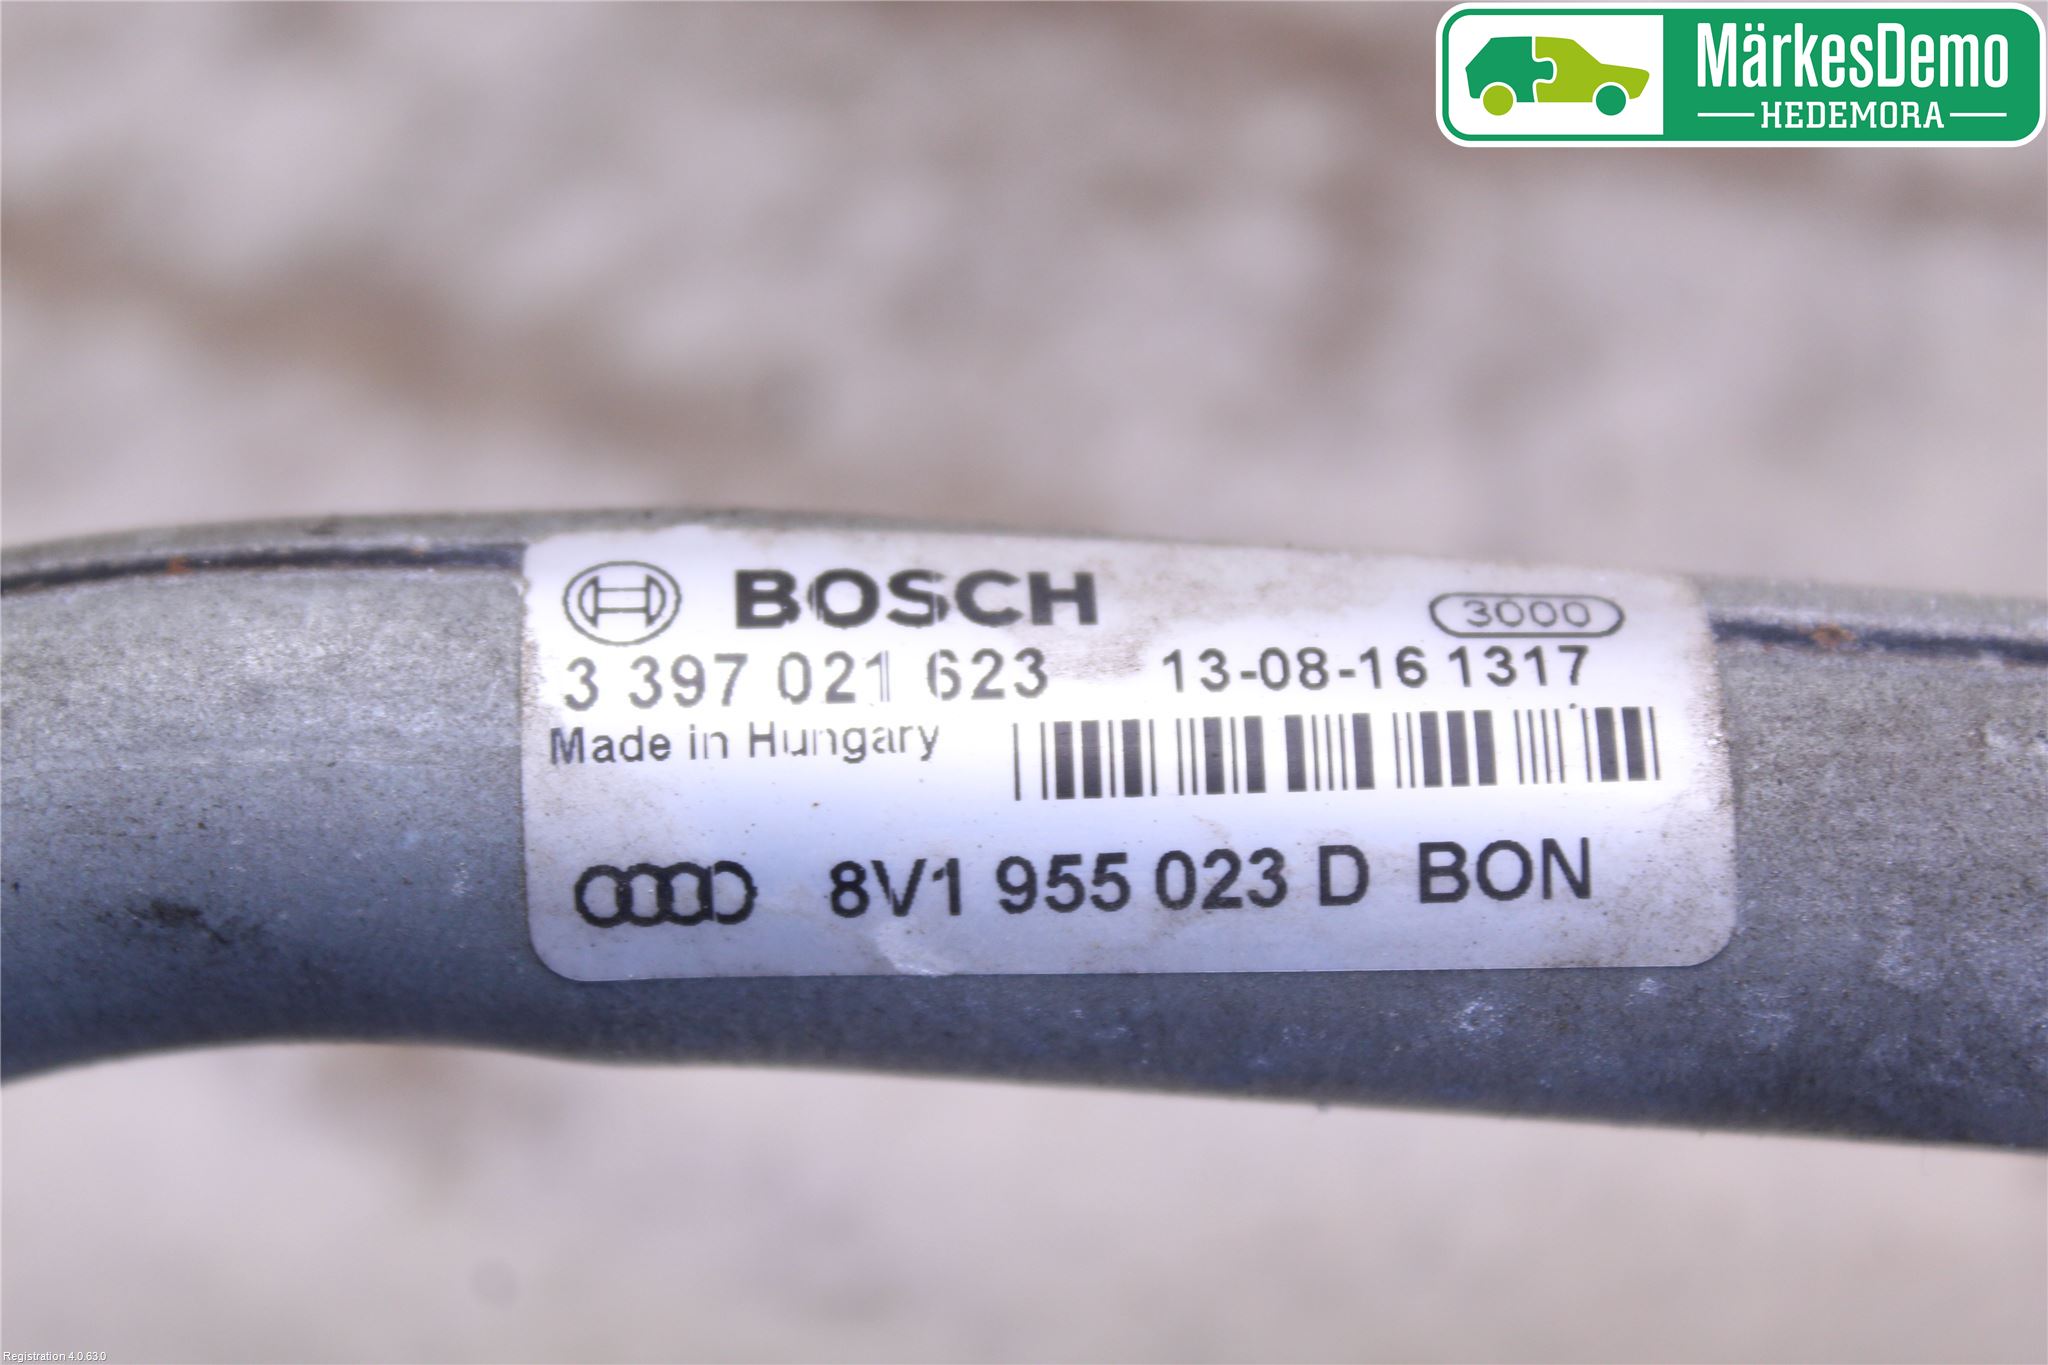 MärkesDemo
HEDEMORA
BOSCH
3000
3 397 021 623 13-08-16 1317
Made in Hungary
8V1 955 023 D BON
Registration 4.0.63.0